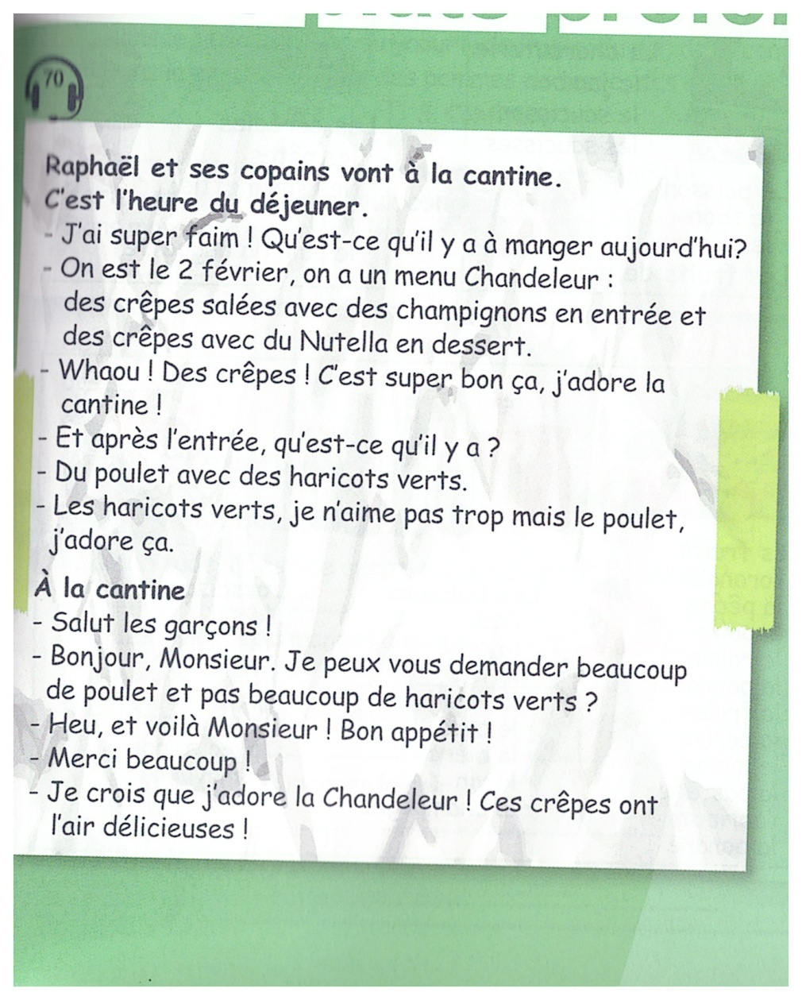 70
Raphaël et ses copains vont à la cantine.
C'est l'heure du déjeuner.
- J'ai super faim ! Qu'est-ce qu'il y a à manger aujourd'hui?
- On est le 2 février, on a un menu Chandeleur :
des crêpes salées avec des champignons en entrée et
des crêpes avec du Nutella en dessert.
- Whaou ! Des crêpes ! C'est super bon ça, j'adore la
cantine !
- Et après l'entrée, qu'est-ce qu'il y a ?
- Du poulet avec des haricots verts.
- Les haricots verts, je n'aime pas trop mais le poulet,
j'adore ça.
À la cantine
- Salut les garçons !
- Bonjour, Monsieur. Je peux vous demander beaucoup
de poulet et pas beaucoup de haricots verts ?
- Heu, et voilà Monsieur ! Bon appétit !
- Merci beaucoup !
- Je crois que j'adore la Chandeleur ! Ces crêpes ont
l'air délicieuses !